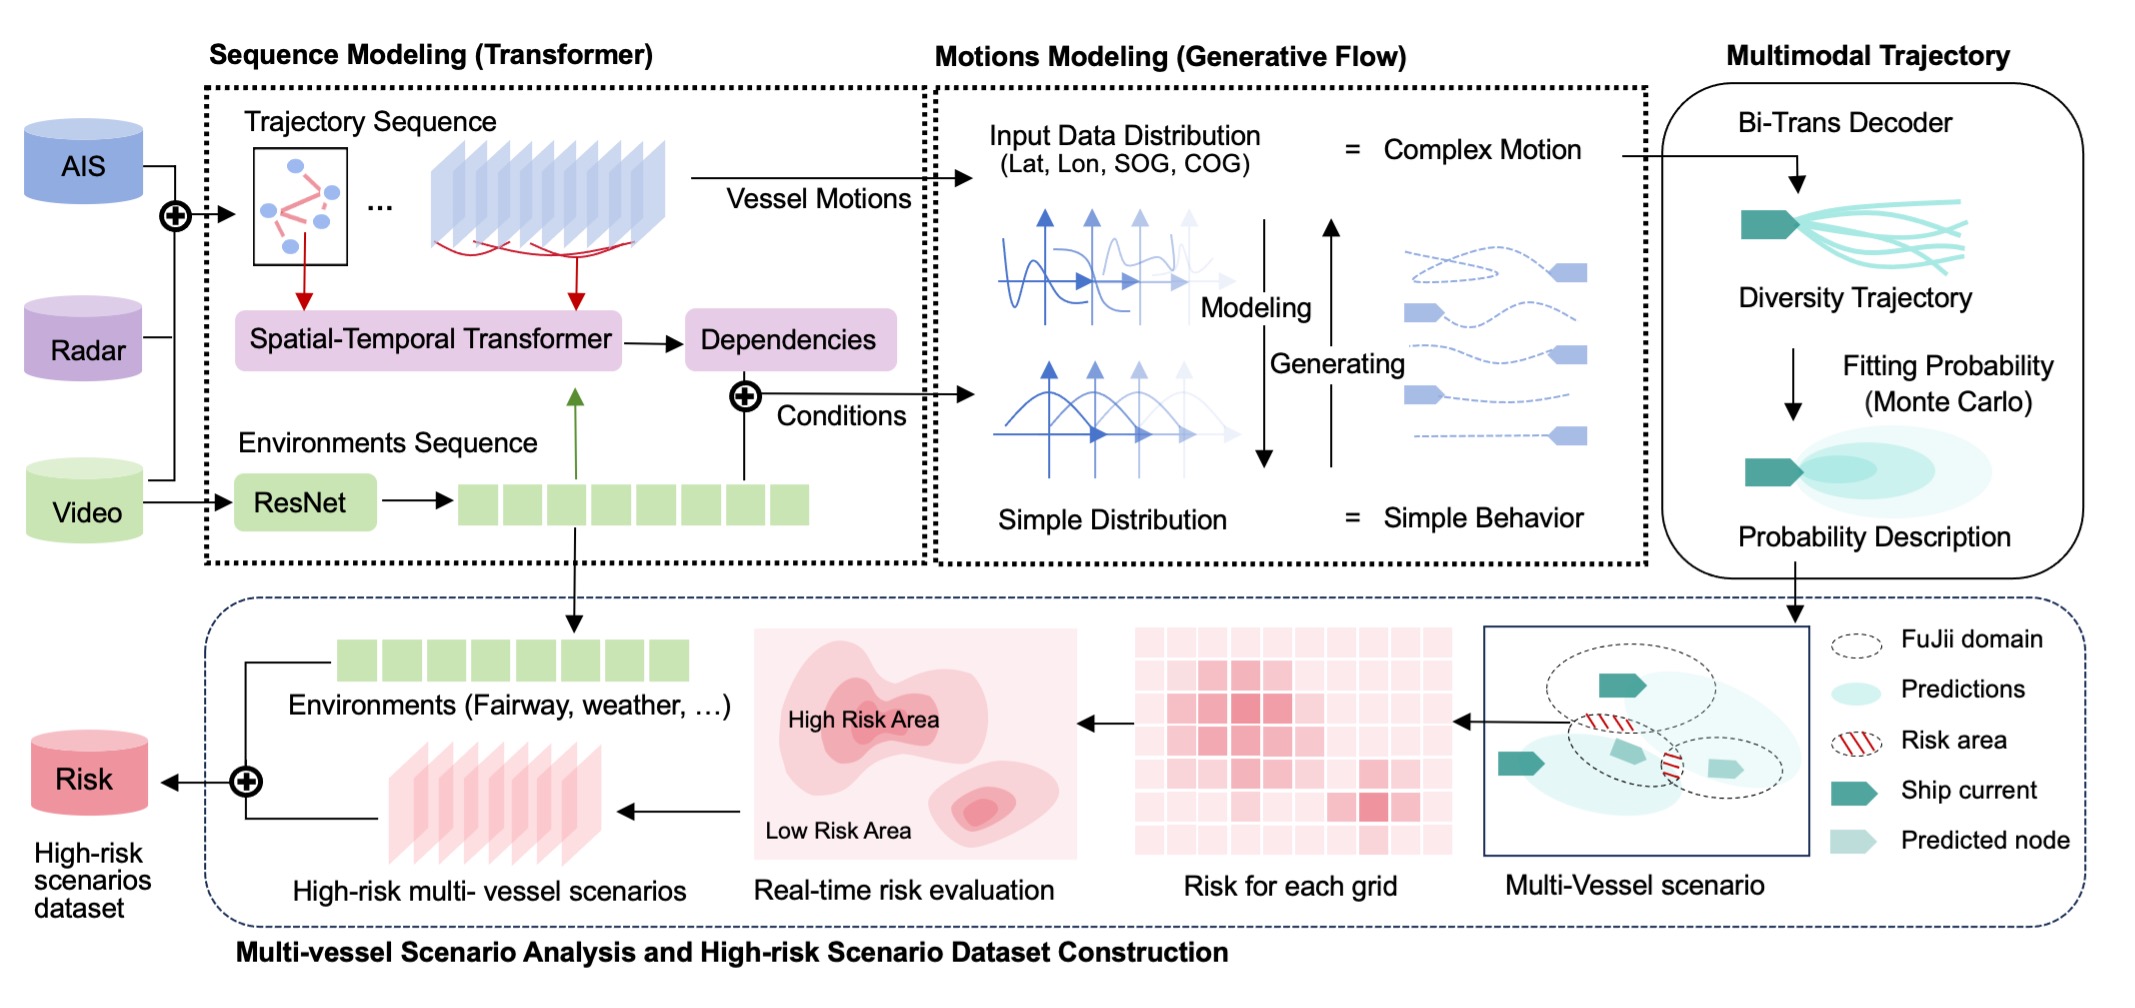 Sequence Modeling (Transformer)
Motions Modeling (Generative Flow)
Multimodal Trajectory
AIS
Radar
Video
Trajectory Sequence
...
Vessel Motions
Spatial-Temporal Transformer
Dependencies
Conditions
Environments Sequence
ResNet
Input Data Distribution
(Lat, Lon, SOG, COG)
= Complex Motion
Modeling
Generating
Simple Distribution
= Simple Behavior
Bi-Trans Decoder
Diversity Trajectory
Fitting Probability
(Monte Carlo)
Probability Description
Environments (Fairway, weather, ...)
High-risk multi- vessel scenarios
Risk
High-risk
scenarios
dataset
High Risk Area
Low Risk Area
Real-time risk evaluation
Risk for each grid
Multi-Vessel scenario
FuJii domain
Predictions
Risk area
Ship current
Predicted node
Multi-vessel Scenario Analysis and High-risk Scenario Dataset Construction